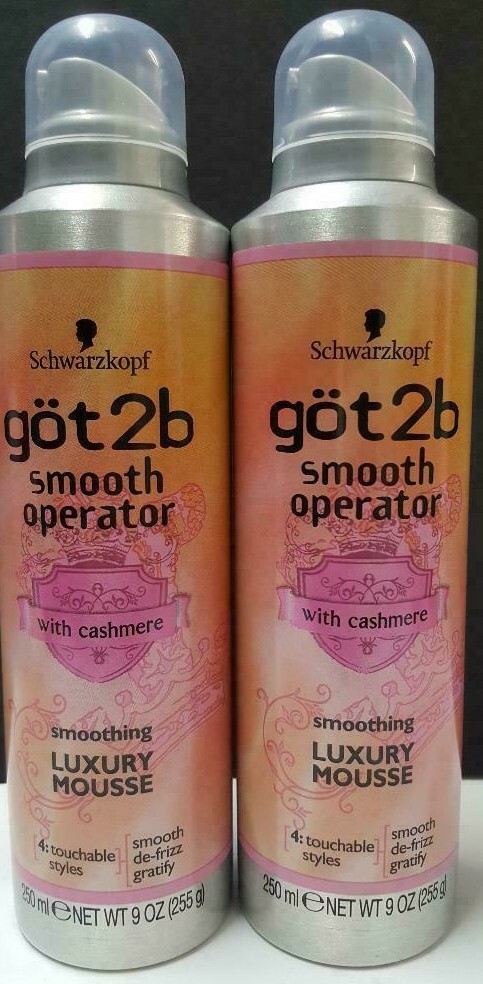 Schwarzkopf
göt2b
smooth
operator
with cashmere
smoothing
LUXURY
MOUSSE
4: touchable
styles
smooth
de-frizz
gratify
250 ml ℮ NET WT 9 OZ (255 g)
Schwarzkopf
göt2b
smooth
operator
with cashmere
smoothing
LUXURY
MOUSSE
4: touchable
styles
smooth
de-frizz
gratify
250 ml ℮ NET WT 9 OZ (255 g)